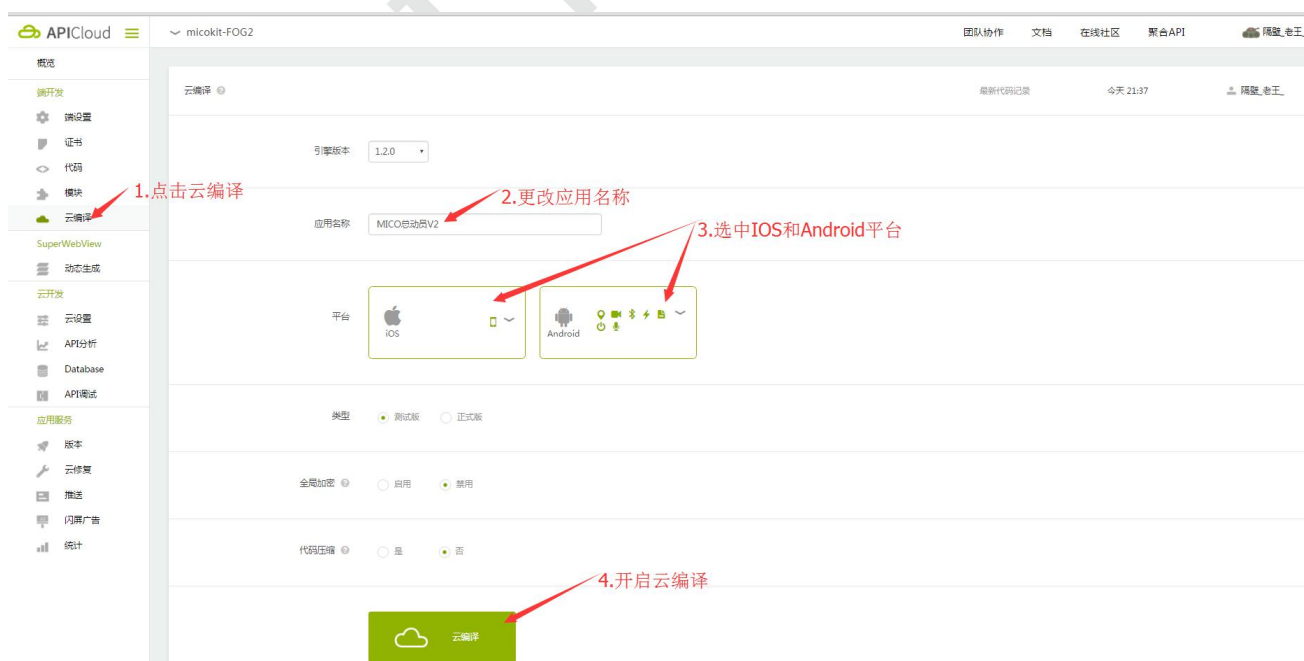 APICloud
micokit-FOG2
团队协作 文档 在线社区 聚合API 隔壁_老王_
概览
端开发
端设置
证书
代码
模块
云编译
SuperWebView
动态生成
云开发
云设置
API分析
Database
API调试
应用服务
版本
云修复
推送
闪屏广告
统计
云编译 最新代码记录 今天 21:37 隔壁_老王_
引擎版本 1.2.0
1.点击云编译
2.更改应用名称
应用名称 MICO总动员V2
3.选中IOS和Android平台
平台 iOS Android
类型 测试版 正式版
全局加密 启用 禁用
代码压缩 是 否
4.开启云编译
云编译